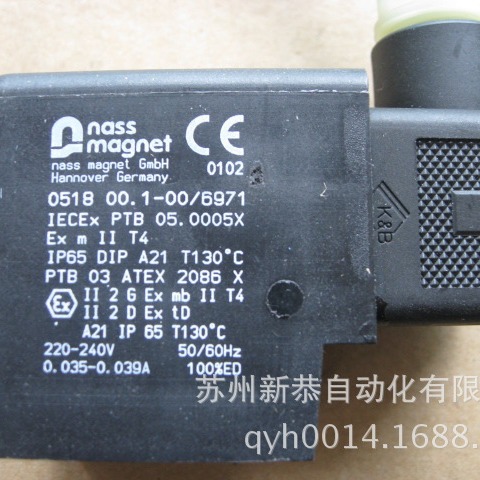 nass
magnet
CE
nass magnet GmbH
0102
Hannover Germany
0518 00.1-00/6971
IECEx PTB 05.0005X
Ex m II T4
IP65 DIP A21 T130°C
PTB 03 ATEX 2086 X
Ex II 2 G Ex mb II T4
II 2 D Ex tD
A21 IP 65 T130°C
220-240V 50/60Hz
0.035-0.039A 100%ED
K&B
苏州新恭自动化有限
qyh0014.1688.